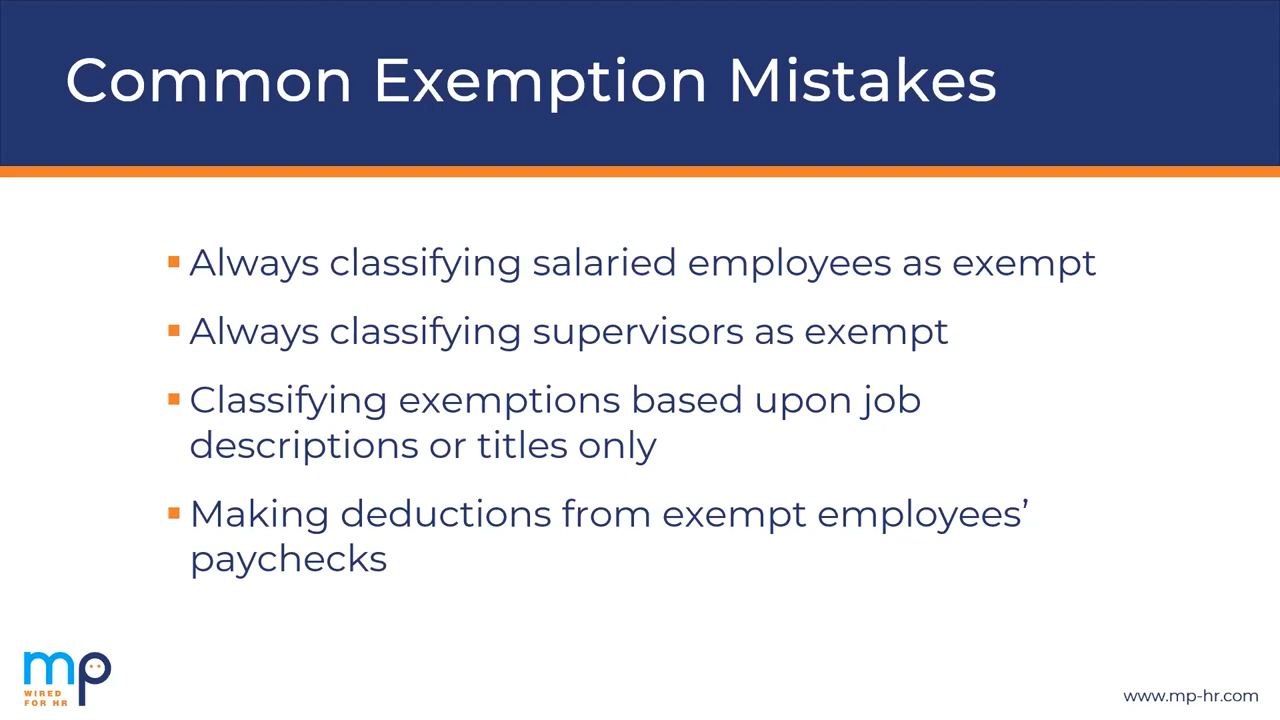 Common Exemption Mistakes
▪ Always classifying salaried employees as exempt
▪ Always classifying supervisors as exempt
▪ Classifying exemptions based upon job
descriptions or titles only
▪ Making deductions from exempt employees’
paychecks
mp
WIRED
FOR HR
www.mp-hr.com